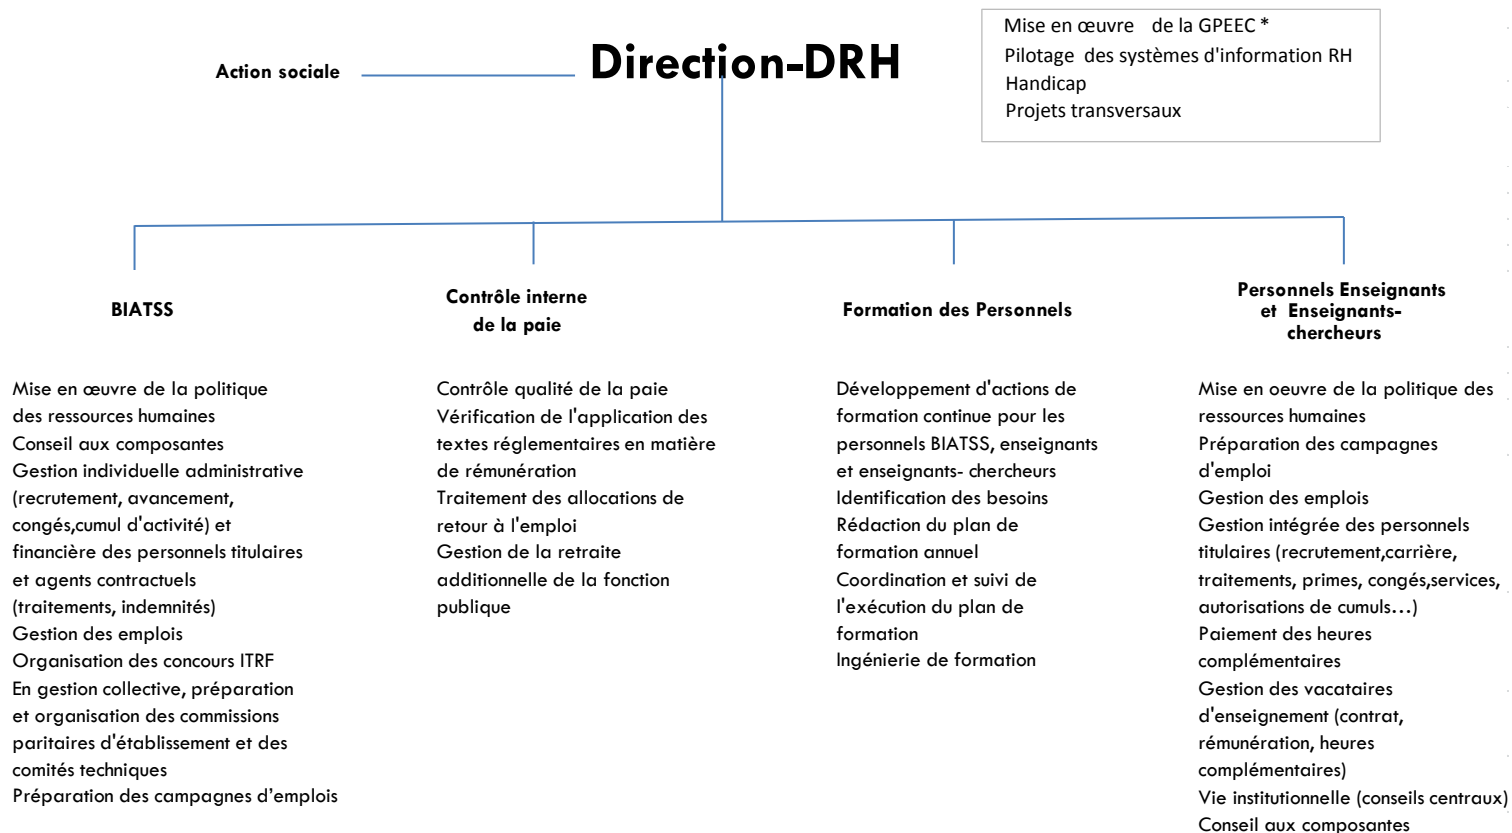 Mise en œuvre de la GPEEC *
Pilotage des systèmes d'information RH
Handicap
Projets transversaux
Action sociale
Direction-DRH
BIATSS
Mise en œuvre de la politique
des ressources humaines
Conseil aux composantes
Gestion individuelle administrative
(recrutement, avancement,
congés,cumul d'activité) et
financière des personnels titulaires
et agents contractuels
(traitements, indemnités)
Gestion des emplois
Organisation des concours ITRF
En gestion collective, préparation
et organisation des commissions
paritaires d'établissement et des
comités techniques
Préparation des campagnes d’emplois
Contrôle interne
de la paie
Contrôle qualité de la paie
Vérification de l'application des
textes réglementaires en matière
de rémunération
Traitement des allocations de
retour à l'emploi
Gestion de la retraite
additionnelle de la fonction
publique
Formation des Personnels
Développement d'actions de
formation continue pour les
personnels BIATSS, enseignants
et enseignants- chercheurs
Identification des besoins
Rédaction du plan de
formation annuel
Coordination et suivi de
l'exécution du plan de
formation
Ingénierie de formation
Personnels Enseignants
et Enseignants-
chercheurs
Mise en oeuvre de la politique des
ressources humaines
Préparation des campagnes
d'emploi
Gestion des emplois
Gestion intégrée des personnels
titulaires (recrutement,carrière,
traitements, primes, congés,services,
autorisations de cumuls…)
Paiement des heures
complémentaires
Gestion des vacataires
d'enseignement (contrat,
rémunération, heures
complémentaires)
Vie institutionnelle (conseils centraux)
Conseil aux composantes